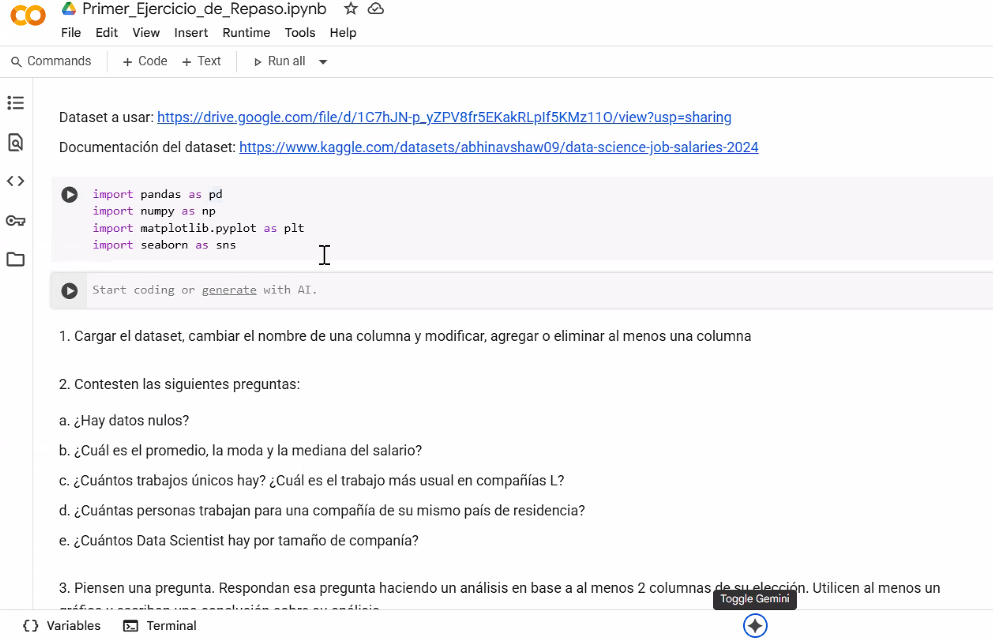 Primer_Ejercicio_de_Repaso.ipynb
File Edit View Insert Runtime Tools Help
Commands + Code + Text Run all
Dataset a usar: https://drive.google.com/file/d/1C7hJN-p_yZPV8fr5EKakRLpIf5KMz11O/view?usp=sharing
Documentación del dataset: https://www.kaggle.com/datasets/abhinavshaw09/data-science-job-salaries-2024
import pandas as pd
import numpy as np
import matplotlib.pyplot as plt
import seaborn as sns
Start coding or generate with AI.
1. Cargar el dataset, cambiar el nombre de una columna y modificar, agregar o eliminar al menos una columna
2. Contesten las siguientes preguntas:
a. ¿Hay datos nulos?
b. ¿Cuál es el promedio, la moda y la mediana del salario?
c. ¿Cuántos trabajos únicos hay? ¿Cuál es el trabajo más usual en compañías L?
d. ¿Cuántas personas trabajan para una compañía de su mismo país de residencia?
e. ¿Cuántos Data Scientist hay por tamaño de companía?
3. Piensen una pregunta. Respondan esa pregunta haciendo un análisis en base a al menos 2 columnas de su elección. Utilicen al menos un
gráfico y escriban una conclusión sobre su análisis.
Toggle Gemini
{} Variables Terminal